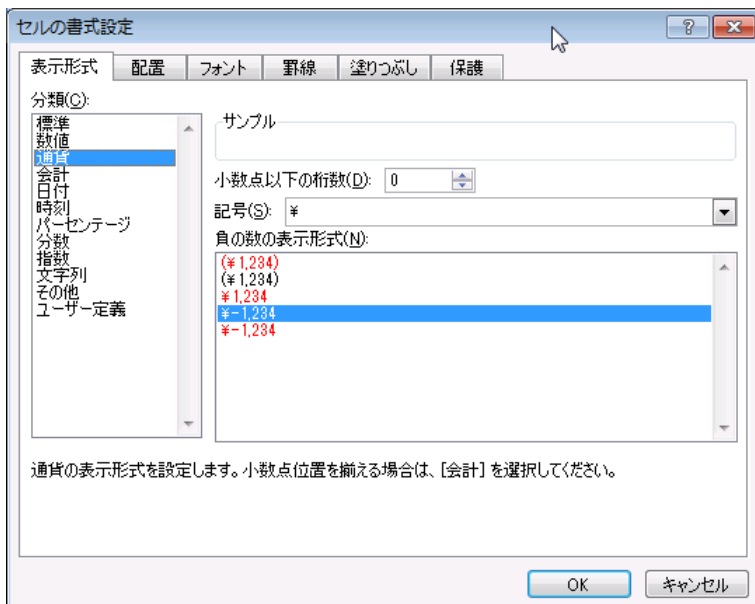 セルの書式設定
表示形式 配置 フォント 罫線 塗りつぶし 保護
分類(C):
標準
数値
通貨
会計
日付
時刻
パーセンテージ
分数
指数
文字列
その他
ユーザー定義
サンプル
小数点以下の桁数(D): 0
記号(S): ¥
負の数の表示形式(N):
(¥1,234)
(¥1,234)
¥1,234
¥-1,234
¥-1,234
通貨の表示形式を設定します。小数点位置を揃える場合は、[会計] を選択してください。
OK キャンセル